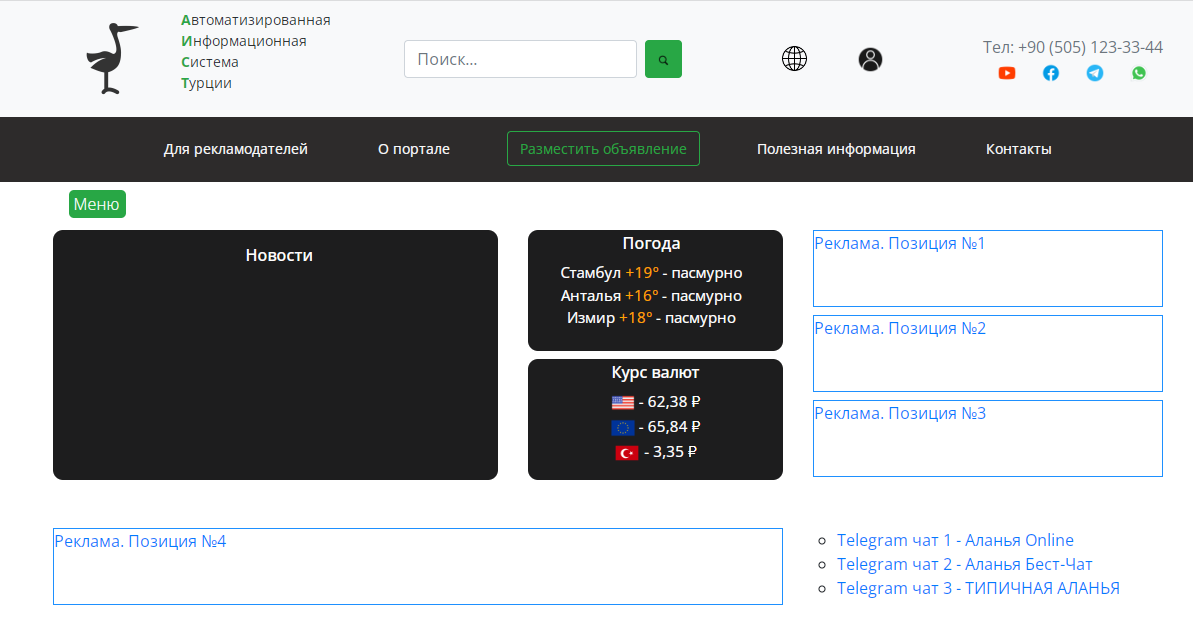 Автоматизированная
Информационная
Система
Турции
Поиск...
Тел: +90 (505) 123-33-44
Для рекламодателей
О портале
Разместить объявление
Полезная информация
Контакты
Меню
Новости
Погода
Стамбул +19° - пасмурно
Анталья +16° - пасмурно
Измир +18° - пасмурно
Курс валют
- 62,38 ₽
- 65,84 ₽
- 3,35 ₽
Реклама. Позиция №1
Реклама. Позиция №2
Реклама. Позиция №3
Реклама. Позиция №4
Telegram чат 1 - Аланья Online
Telegram чат 2 - Аланья Бест-Чат
Telegram чат 3 - ТИПИЧНАЯ АЛАНЬЯ